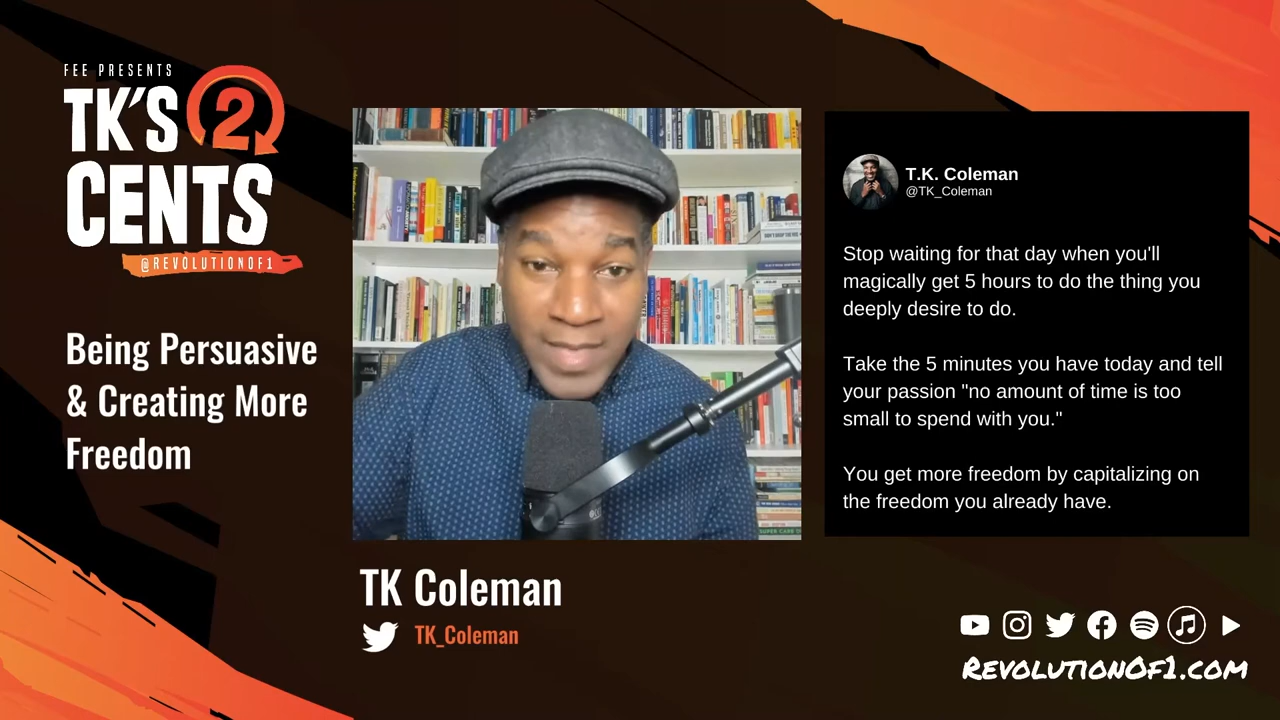 FEE PRESENTS
TK'S 2
CENTS
@REVOLUTIONOF1
Being Persuasive
& Creating More
Freedom
TK Coleman
TK_Coleman
T.K. Coleman
@TK_Coleman
Stop waiting for that day when you'll
magically get 5 hours to do the thing you
deeply desire to do.
Take the 5 minutes you have today and tell
your passion "no amount of time is too
small to spend with you."
You get more freedom by capitalizing on
the freedom you already have.
RevolutionOf1.com